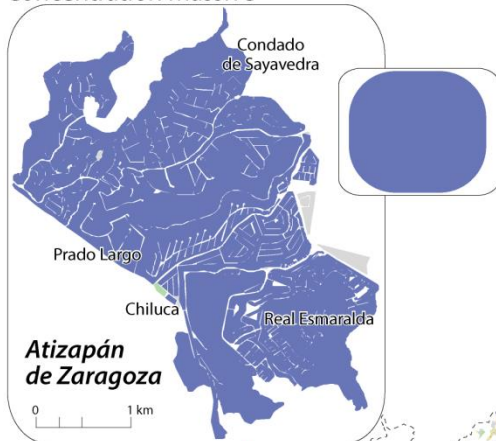 Condado
de Sayavedra
Prado Largo
Chiluca
Real Esmaralda
Atizapán
de Zaragoza
0 1 km